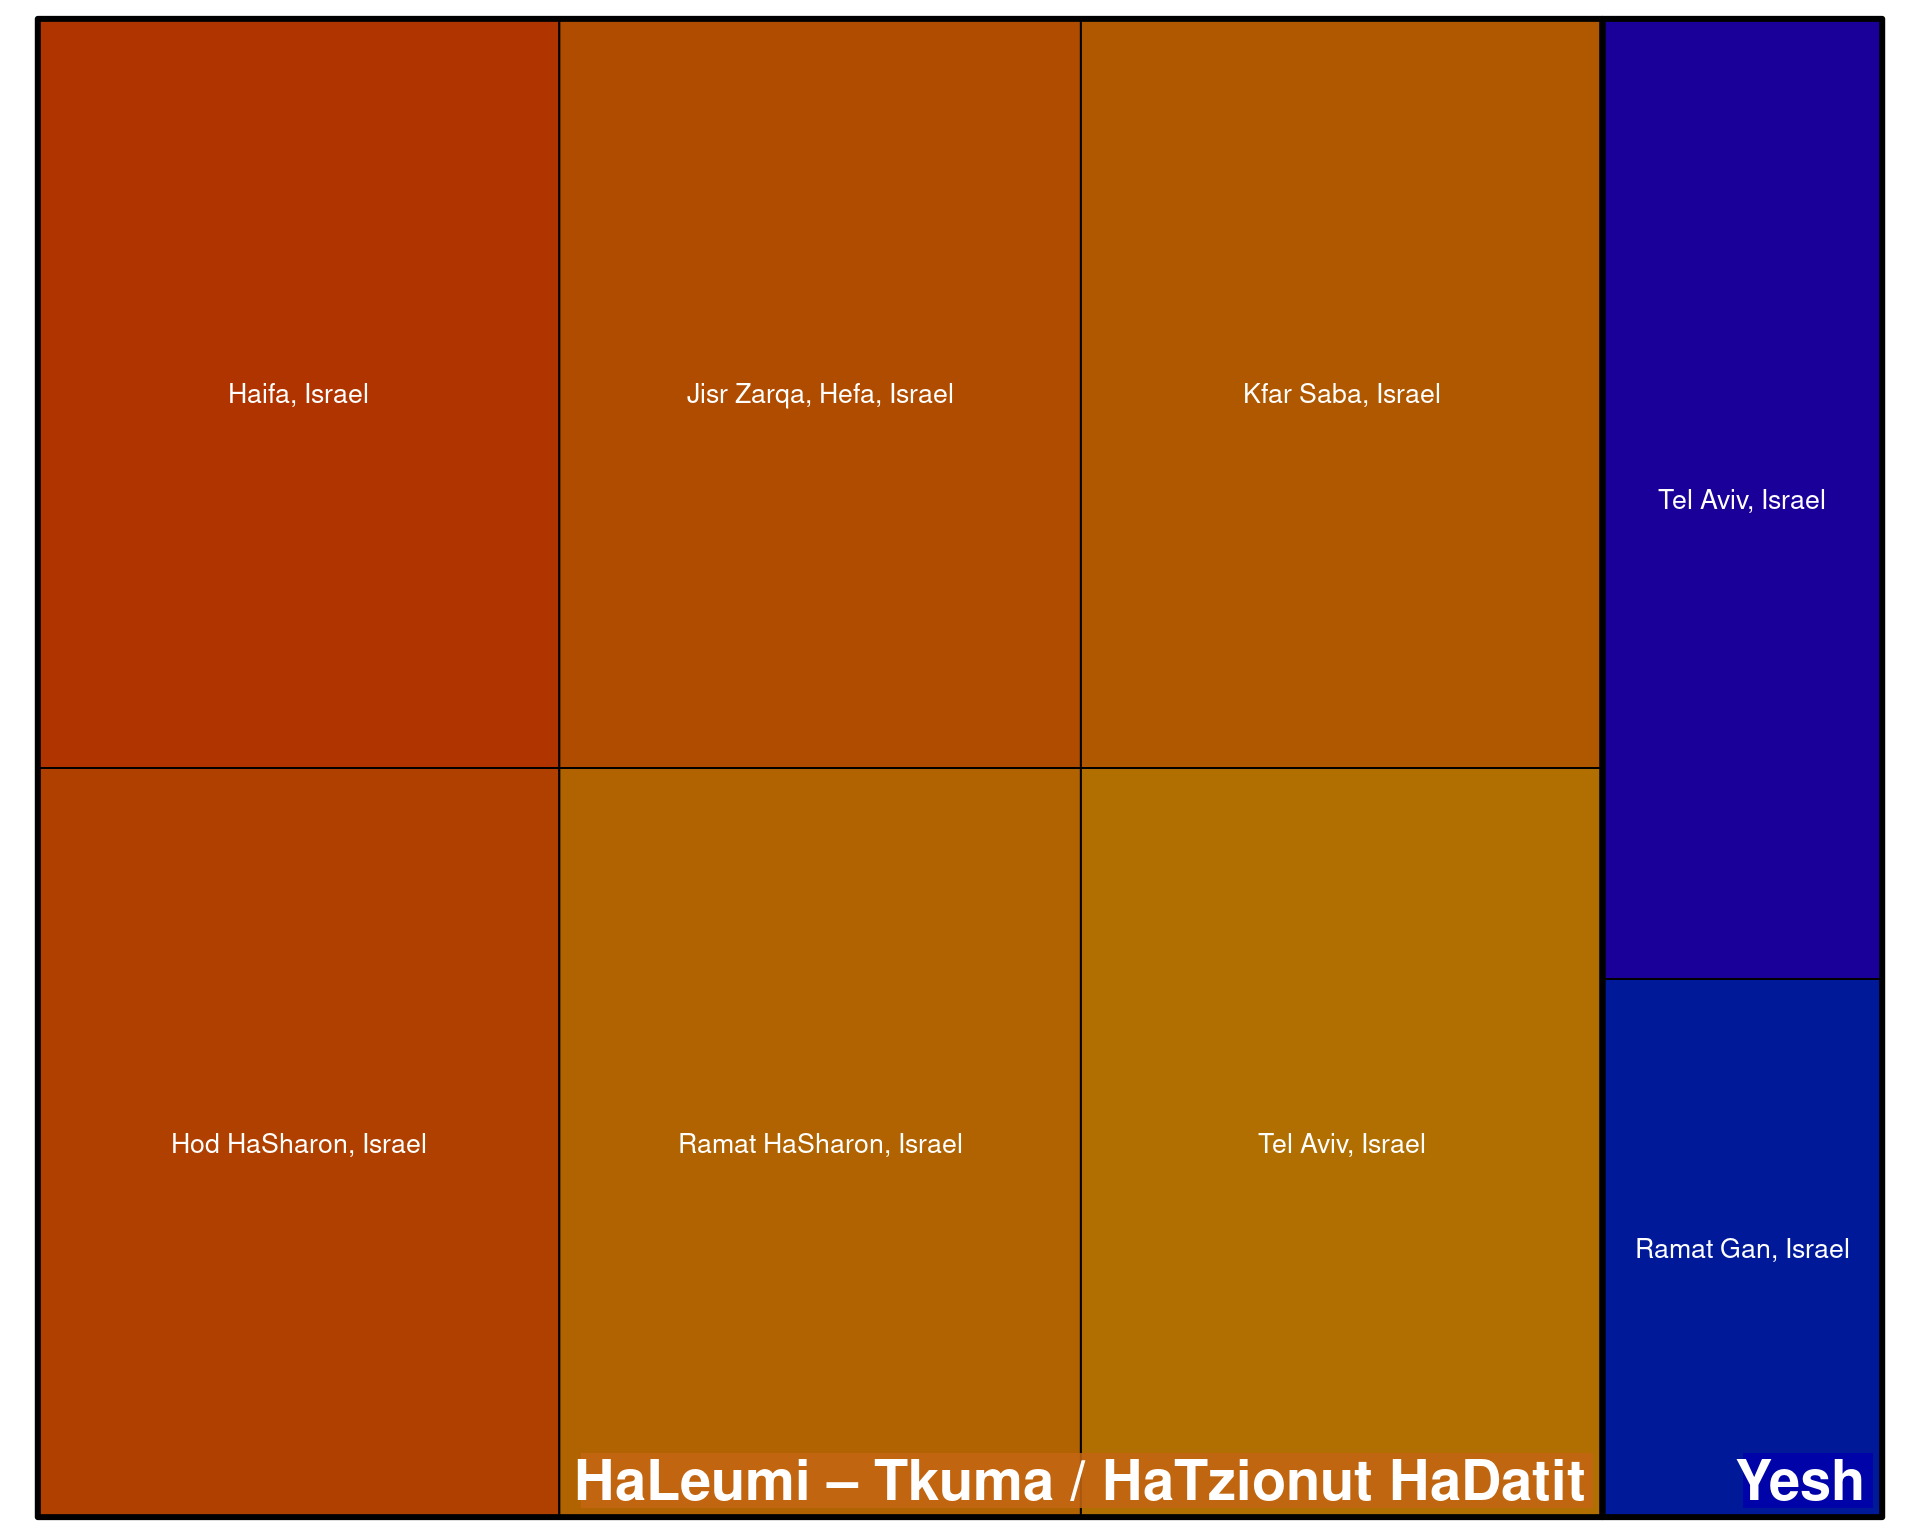 Haifa, Israel
Jisr Zarqa, Hefa, Israel
Kfar Saba, Israel
Tel Aviv, Israel
Hod HaSharon, Israel
Ramat HaSharon, Israel
Tel Aviv, Israel
Ramat Gan, Israel
HaLeumi – Tkuma / HaTzionut HaDatit
Yesh